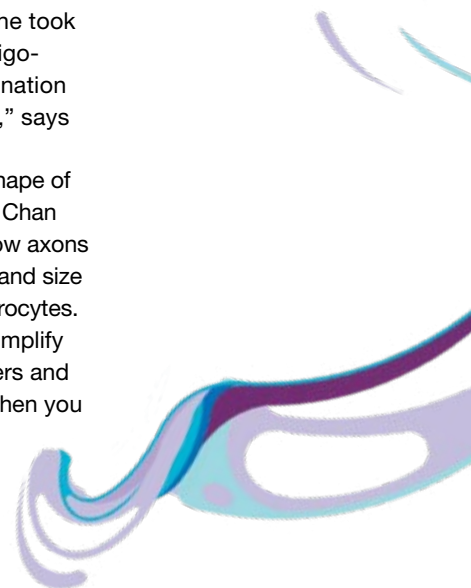 ne took
igo-
nation
,” says
hape of
Chan
ow axons
and size
rocytes.
mplify
ers and
hen you